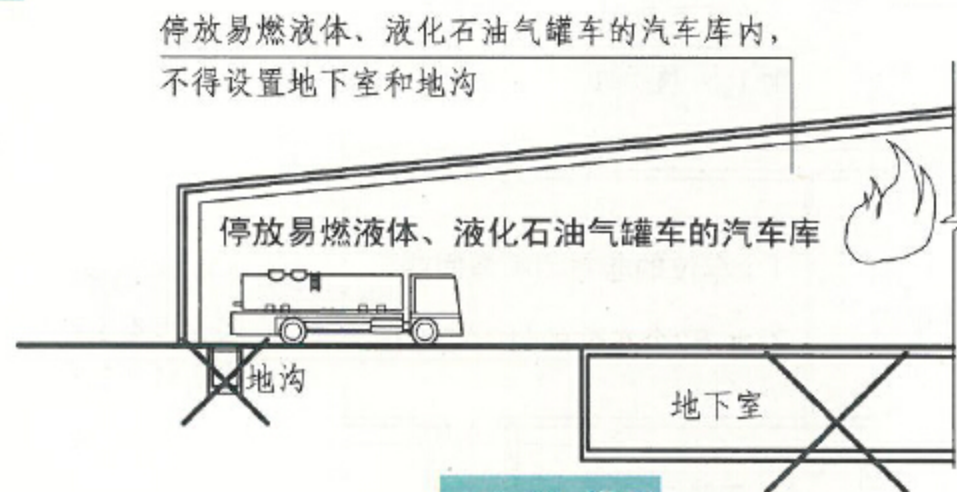 停放易燃液体、液化石油气罐车的汽车库内，
不得设置地下室和地沟
停放易燃液体、液化石油气罐车的汽车库
地沟
地下室